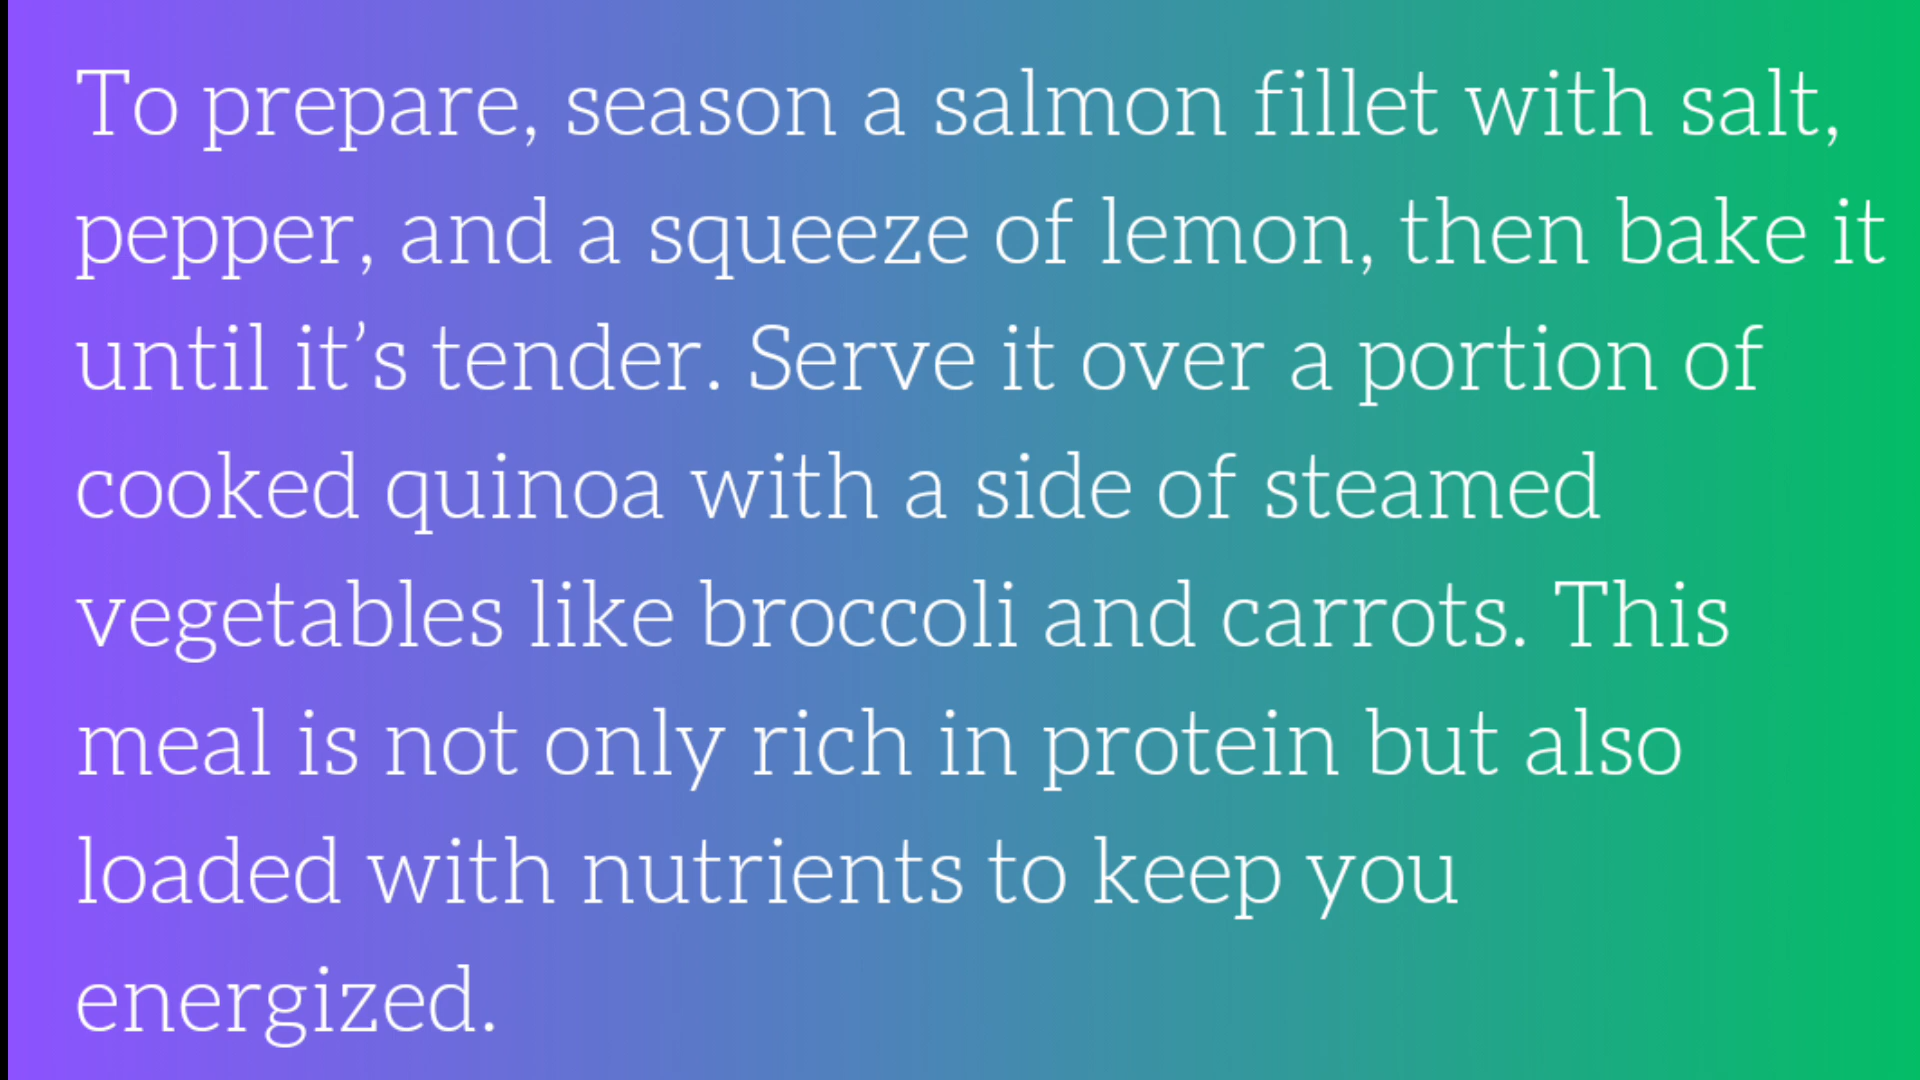 To prepare, season a salmon fillet with salt,
pepper, and a squeeze of lemon, then bake it
until it’s tender. Serve it over a portion of
cooked quinoa with a side of steamed
vegetables like broccoli and carrots. This
meal is not only rich in protein but also
loaded with nutrients to keep you
energized.